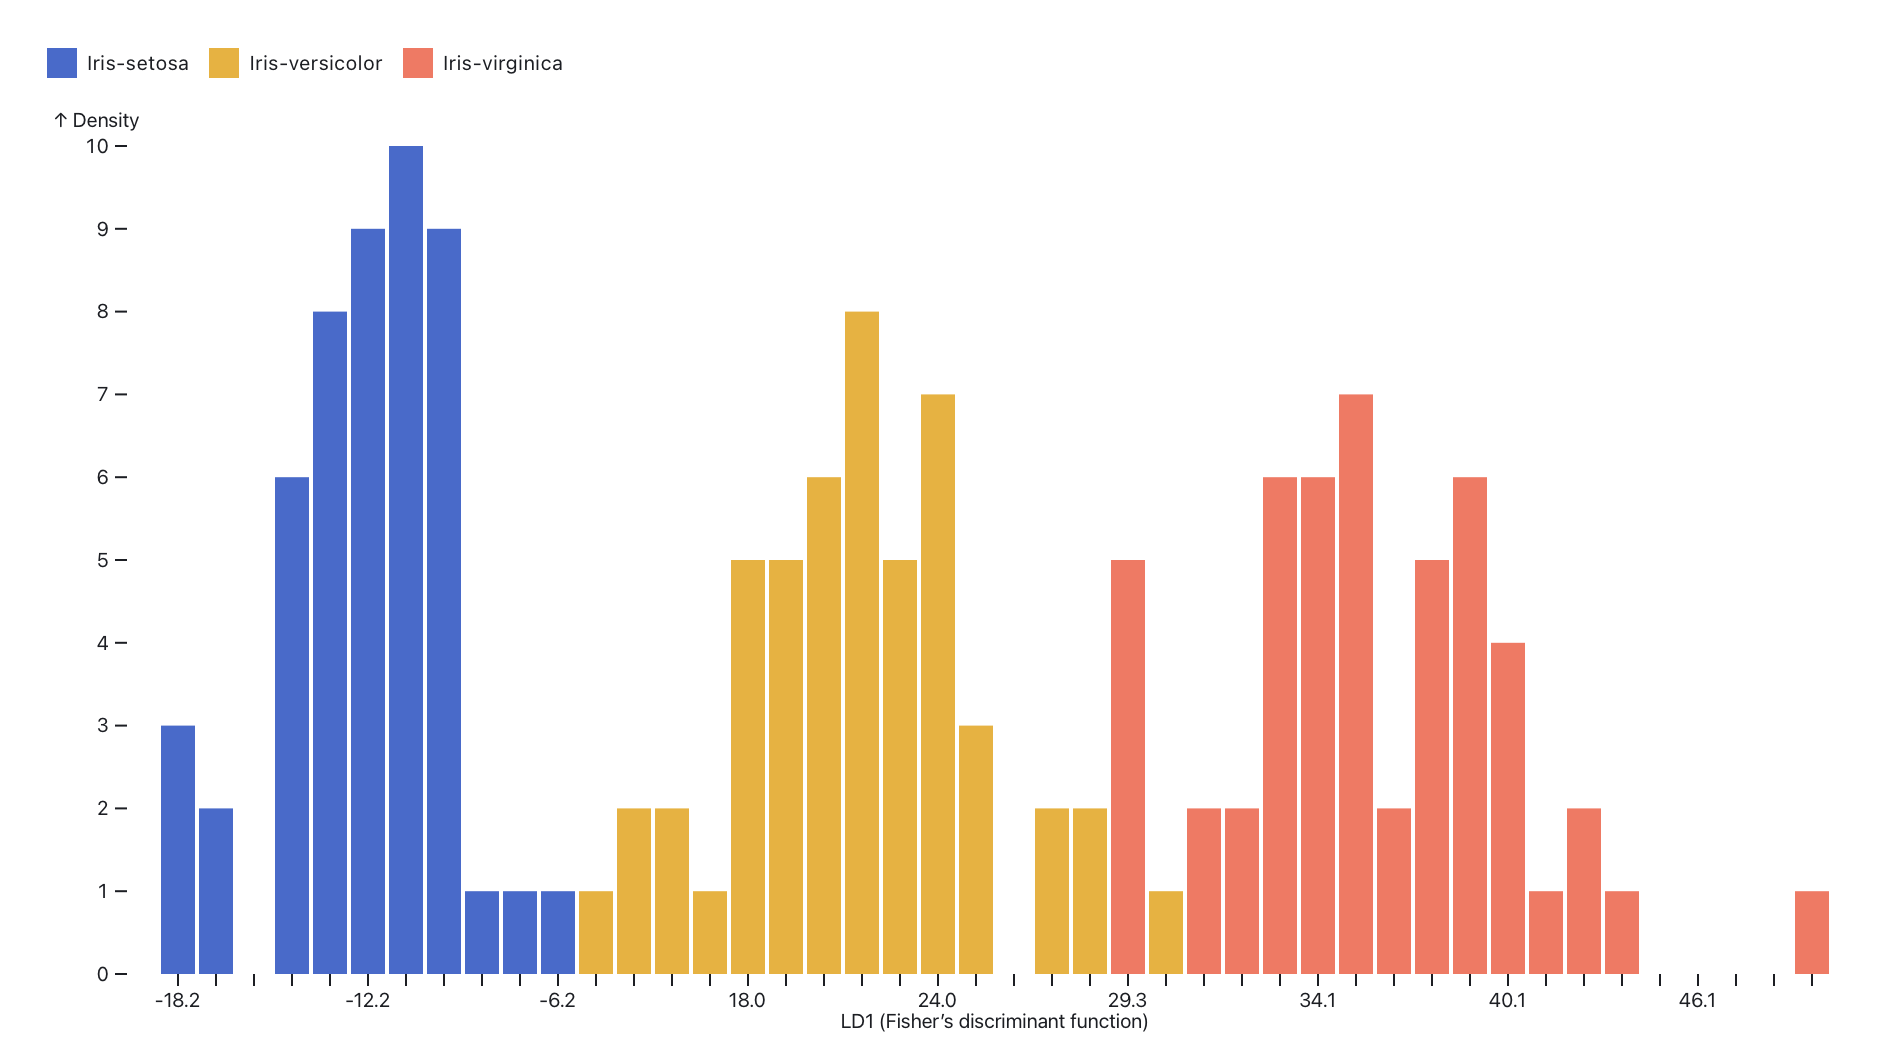 Iris-setosa Iris-versicolor Iris-virginica
↑ Density
10
9
8
7
6
5
4
3
2
1
0
-18.2 -12.2 -6.2 18.0 24.0 29.3 34.1 40.1 46.1
LD1 (Fisher’s discriminant function)